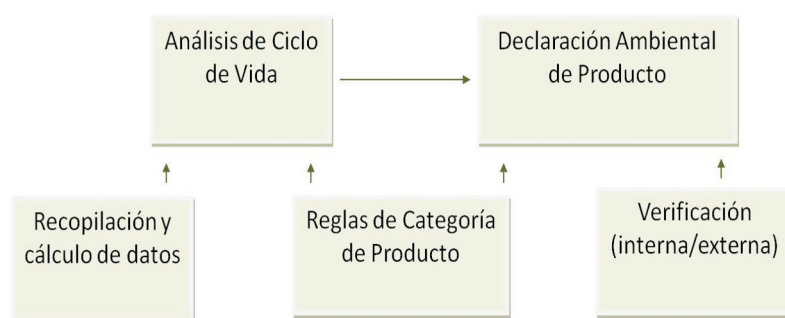 Análisis de Ciclo
de Vida
Declaración Ambiental
de Producto
Recopilación y
cálculo de datos
Reglas de Categoría
de Producto
Verificación
(interna/externa)